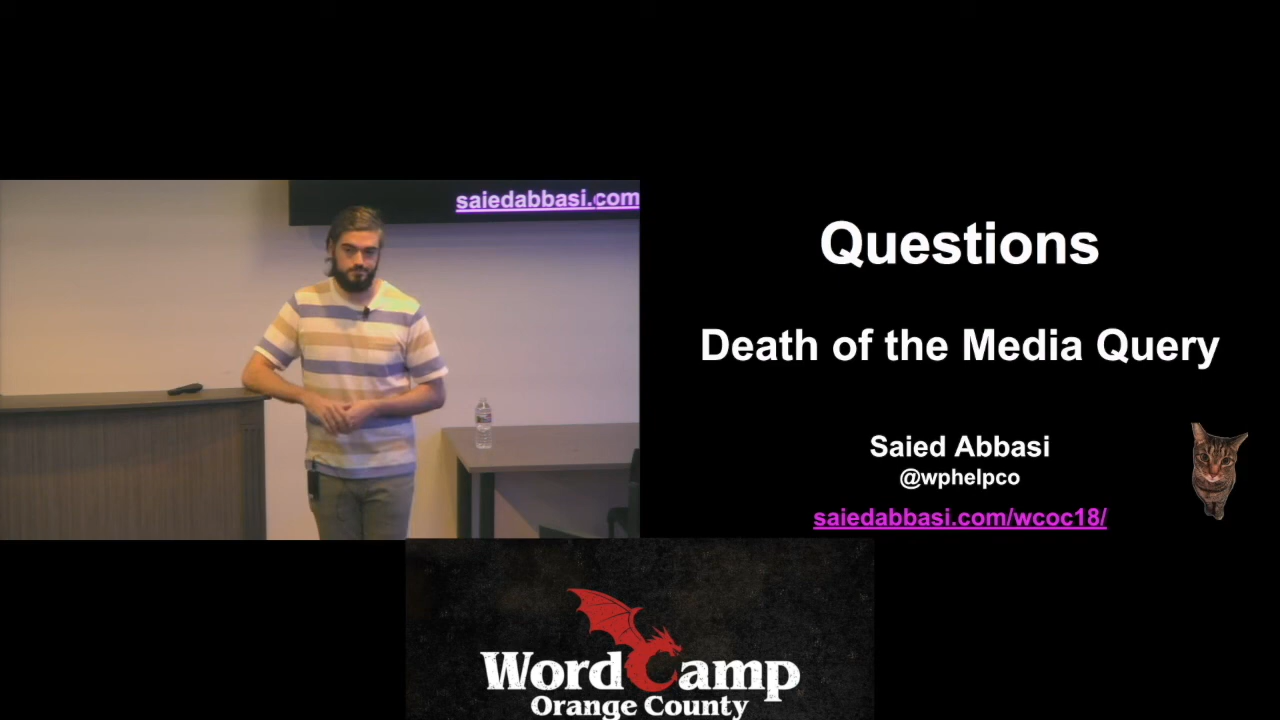 saiedabbasi.com
Questions
Death of the Media Query
Saied Abbasi
@wphelpco
saiedabbasi.com/wcoc18/
WordCamp
Orange County